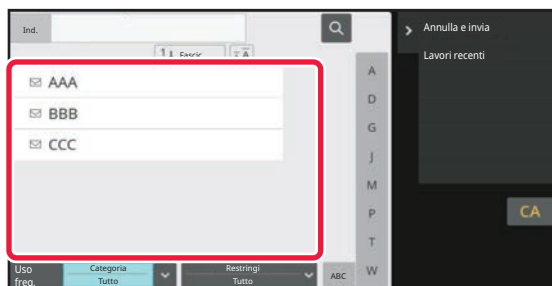 Ind.
Fascic.
A
AAA
BBB
CCC
A
D
G
J
M
P
T
W
Uso freq.
Categoria
Tutto
Restringi
Tutto
ABC
Annulla e invia
Lavori recenti
CA